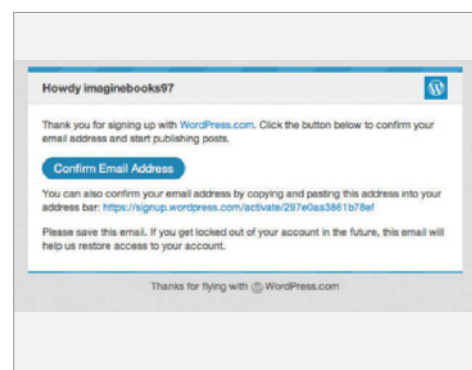 Howdy imaginebooks97
Thank you for signing up with WordPress.com. Click the button below to confirm your
email address and start publishing posts.
Confirm Email Address
You can also confirm your email address by copying and pasting this address into your
address bar: https://signup.wordpress.com/activate/297e0aa3861b78ef
Please save this email. If you get locked out of your account in the future, this email will
help us restore access to your account.
Thanks for flying with WordPress.com